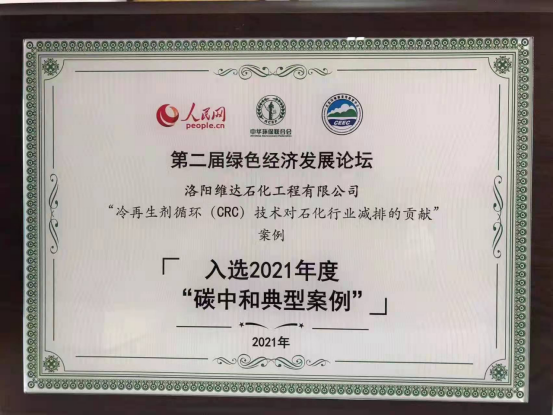 人民网
people.cn
中华环保联合会
CEEC
第二届绿色经济发展论坛
洛阳维达石化工程有限公司
“冷再生剂循环（CRC）技术对石化行业减排的贡献”
案例
「入选2021年度
“碳中和典型案例”」
2021年